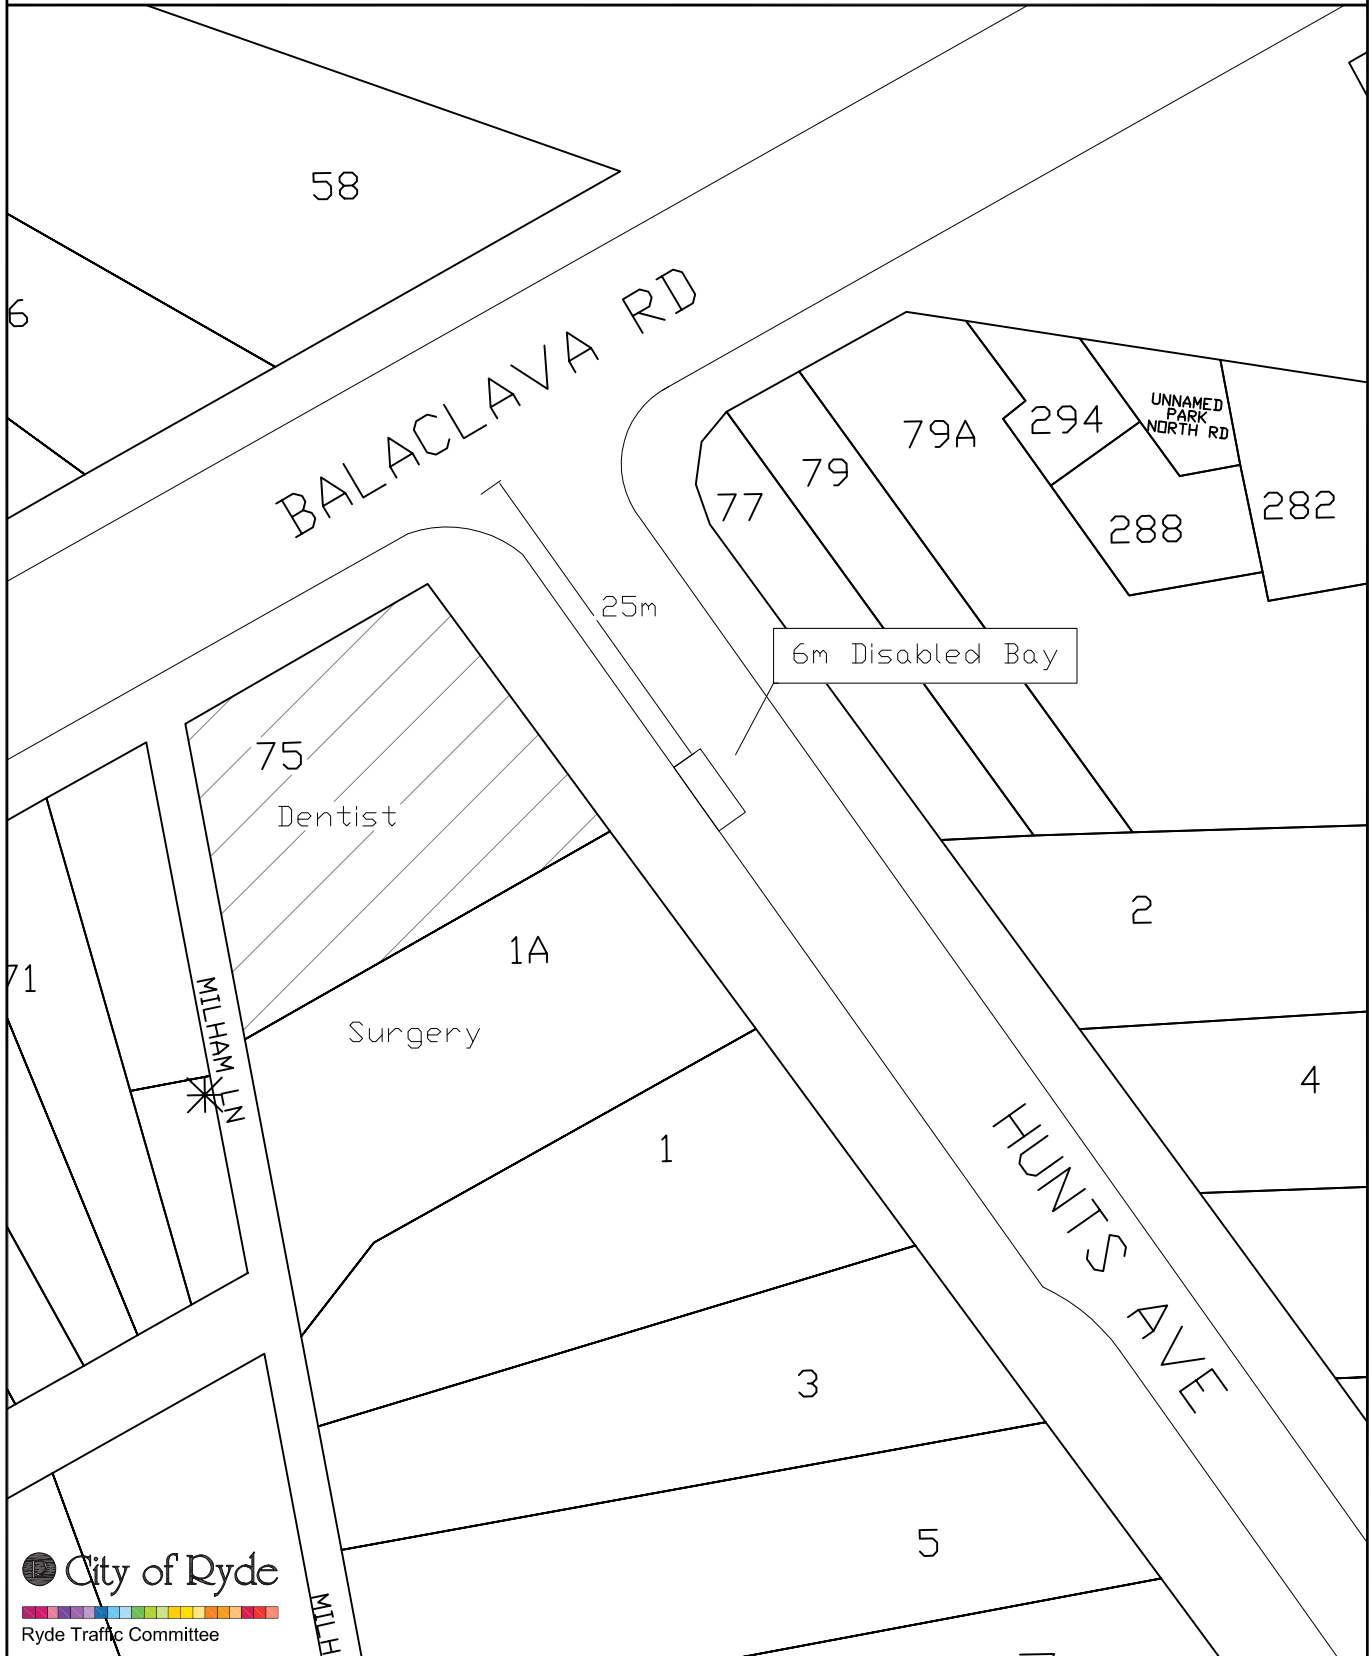 58
6
BALACLAVA RD
UNNAMED
PARK
NORTH RD
294
79A
79
77
288
282
25m
6m Disabled Bay
75
Dentist
2
1A
71
Surgery
MILHAM LN
4
1
HUNTS AVE
3
5
City of Ryde
Ryde Traffic Committee
MILH